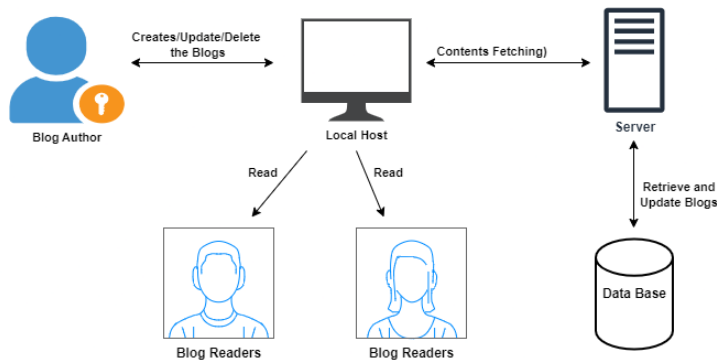 Creates/Update/Delete
the Blogs
Contents Fetching)
Blog Author
Local Host
Server
Read
Read
Retrieve and
Update Blogs
Data Base
Blog Readers
Blog Readers